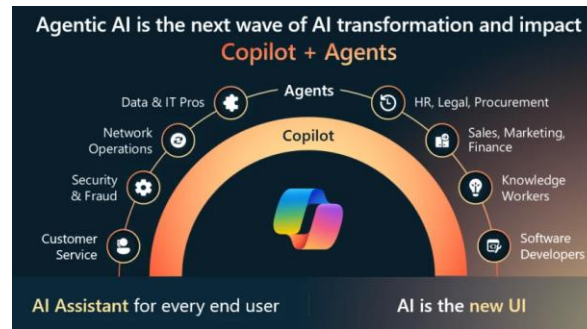 Agentic AI is the next wave of AI transformation and impact
Copilot + Agents
Agents
Copilot
Data & IT Pros
Network
Operations
Security
& Fraud
Customer
Service
HR, Legal, Procurement
Sales, Marketing,
Finance
Knowledge
Workers
Software
Developers
AI Assistant for every end user
AI is the new UI